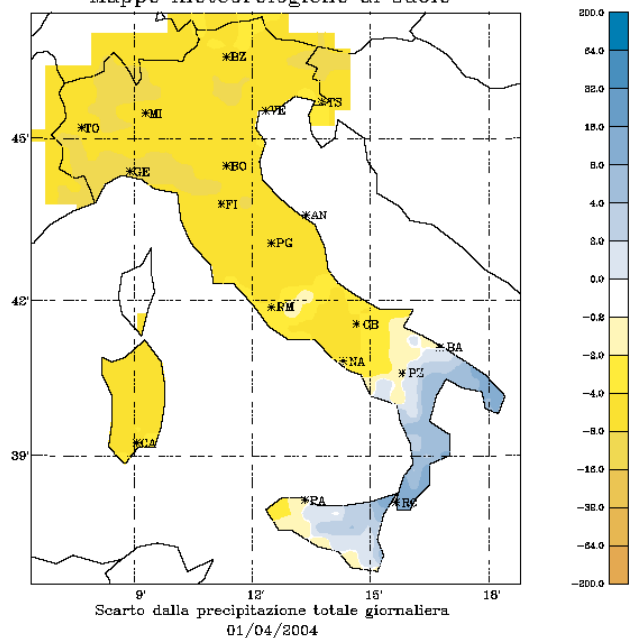 Mappe meteorologiche al suolo
*BZ
*TS
*VE
*MI
*TO
*BO
*GE
*FI
*AN
*PG
*RM
*CB
*BA
*NA
*PZ
*CA
*PA
*RC
45'
42'
39'
9'
12'
15'
18'
200.0
64.0
32.0
16.0
8.0
4.0
2.0
0.0
-0.2
-2.0
-4.0
-8.0
-16.0
-32.0
-64.0
-200.0
Scarto dalla precipitazione totale giornaliera
01/04/2004